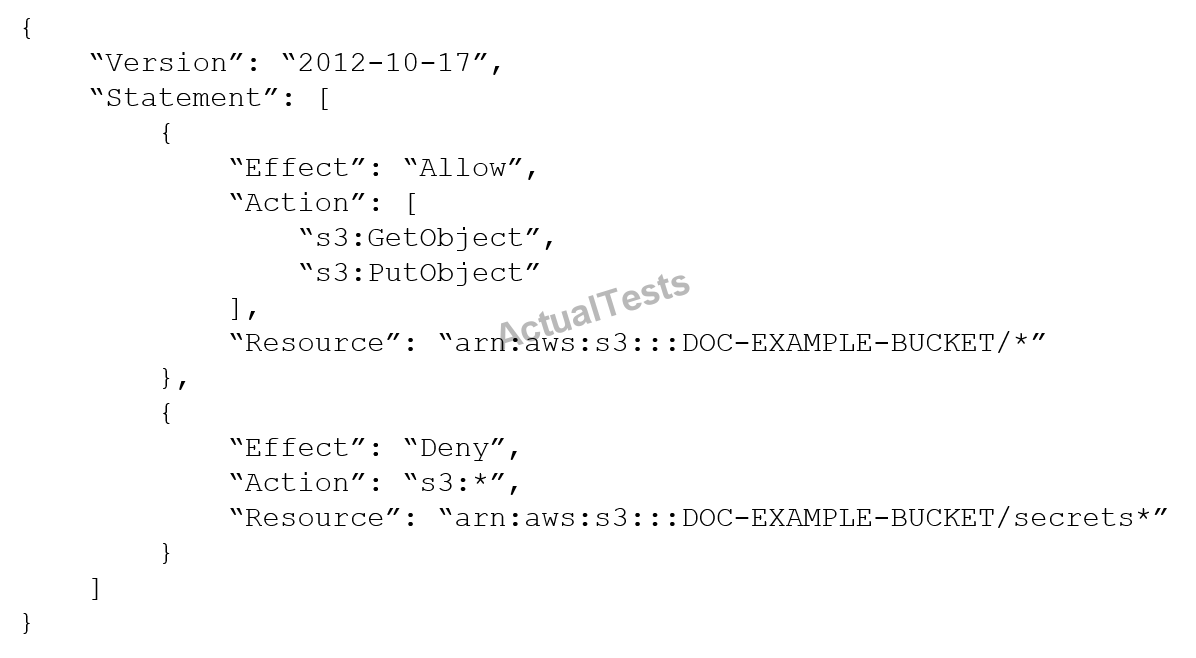 {
“Version”: “2012-10-17”,
“Statement”: [
{
“Effect”: “Allow”,
“Action”: [
“s3:GetObject”,
“s3:PutObject”
],
“Resource”: “arn:aws:s3:::DOC-EXAMPLE-BUCKET/*”
},
{
“Effect”: “Deny”,
“Action”: “s3:*”,
“Resource”: “arn:aws:s3:::DOC-EXAMPLE-BUCKET/secrets*”
}
]
}
ActualTests